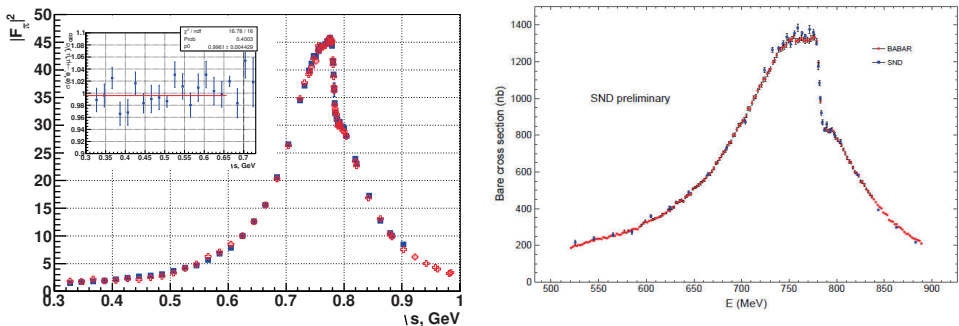 |Fπ|²
45
40
35
30
25
20
15
10
5
0
0.3 0.4 0.5 0.6 0.7 0.8 0.9 1
√s, GeV
χ² / ndf 16.78 / 16
Prob 0.4003
p0 0.9961 ± 0.004429
1.1
1.08
1.06
1.04
1.02
1
0.98
0.96
0.94
0.92
0.9
0.3 0.35 0.4 0.45 0.5 0.55 0.6 0.65 0.7
√s, GeV
Bare cross section (nb)
1400
1200
1000
800
600
400
200
0
500 550 600 650 700 750 800 850 900
E (MeV)
SND preliminary
BABAR
SND